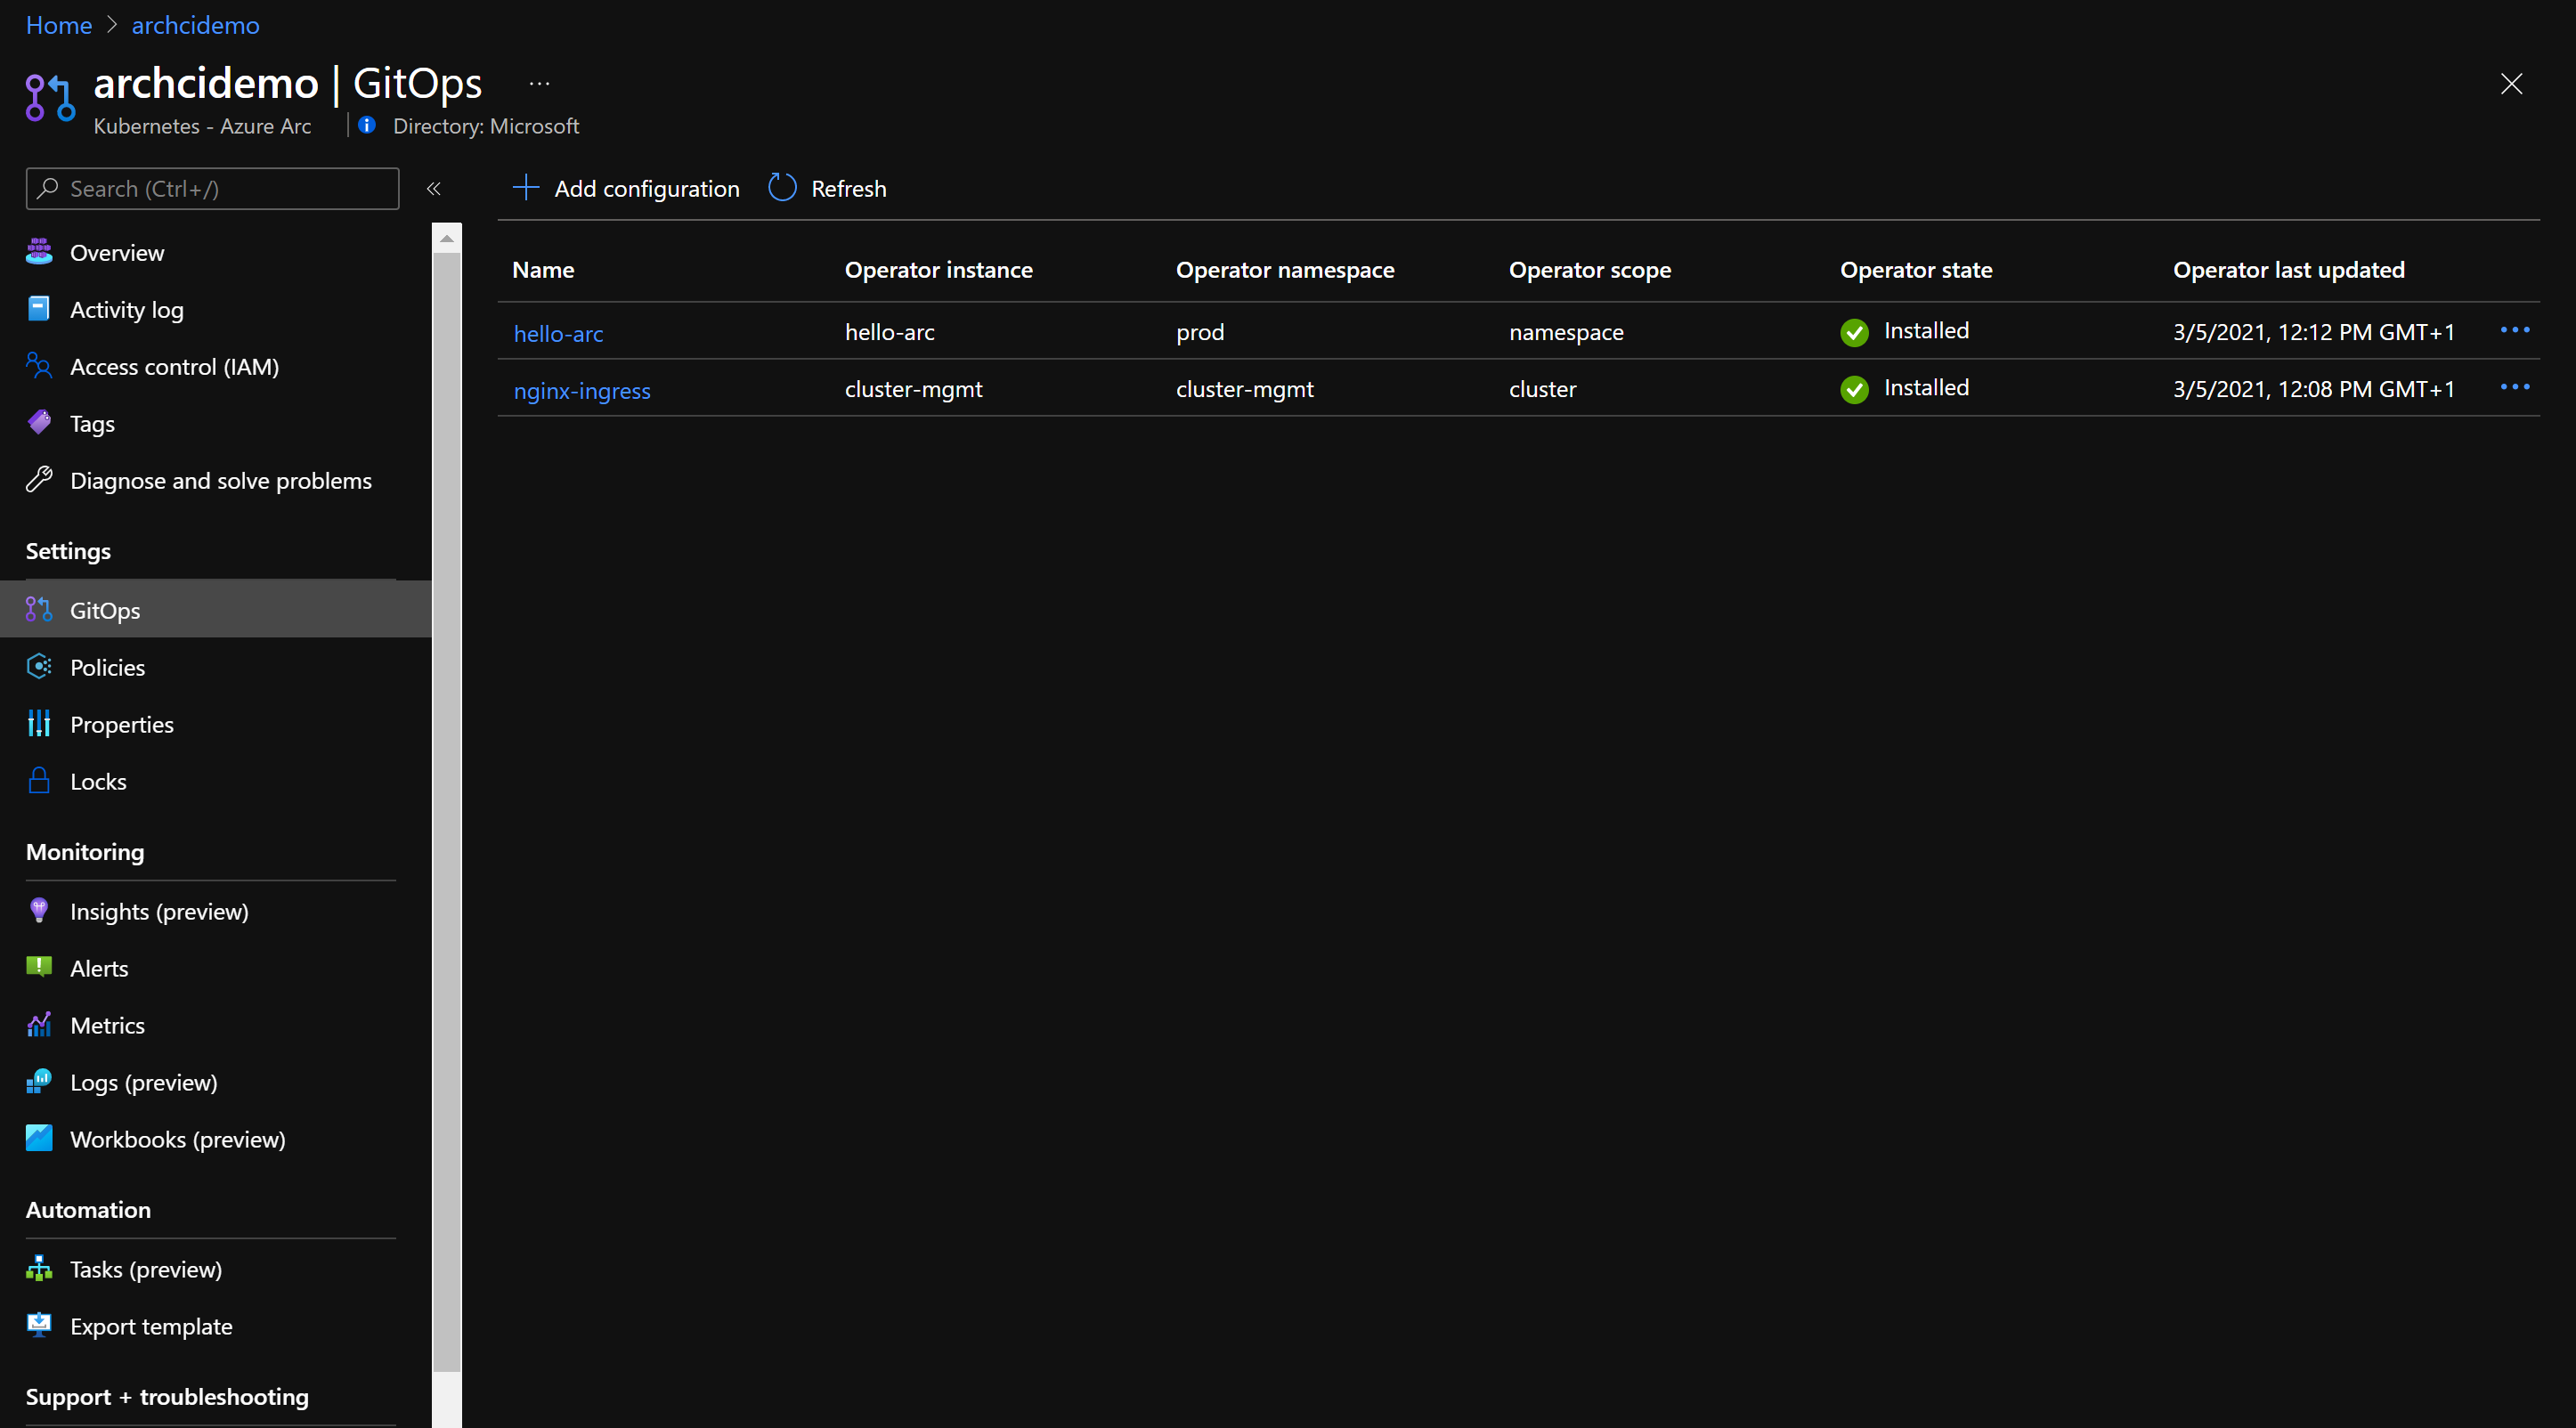 Home > archcidemo
archcidemo | GitOps ...
Kubernetes - Azure Arc | Directory: Microsoft
Search (Ctrl+/) «
Overview
Activity log
Access control (IAM)
Tags
Diagnose and solve problems
Settings
GitOps
Policies
Properties
Locks
Monitoring
Insights (preview)
Alerts
Metrics
Logs (preview)
Workbooks (preview)
Automation
Tasks (preview)
Export template
Support + troubleshooting
Add configuration Refresh
Name Operator instance Operator namespace Operator scope Operator state Operator last updated
hello-arc hello-arc prod namespace Installed 3/5/2021, 12:12 PM GMT+1 ...
nginx-ingress cluster-mgmt cluster-mgmt cluster Installed 3/5/2021, 12:08 PM GMT+1 ...